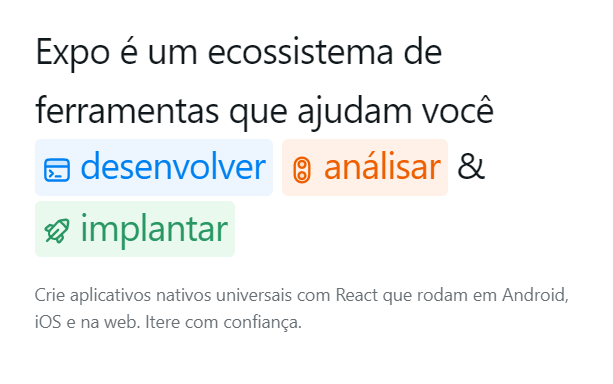 Expo é um ecossistema de
ferramentas que ajudam você
desenvolver análisar &
implantar
Crie aplicativos nativos universais com React que rodam em Android,
iOS e na web. Itere com confiança.